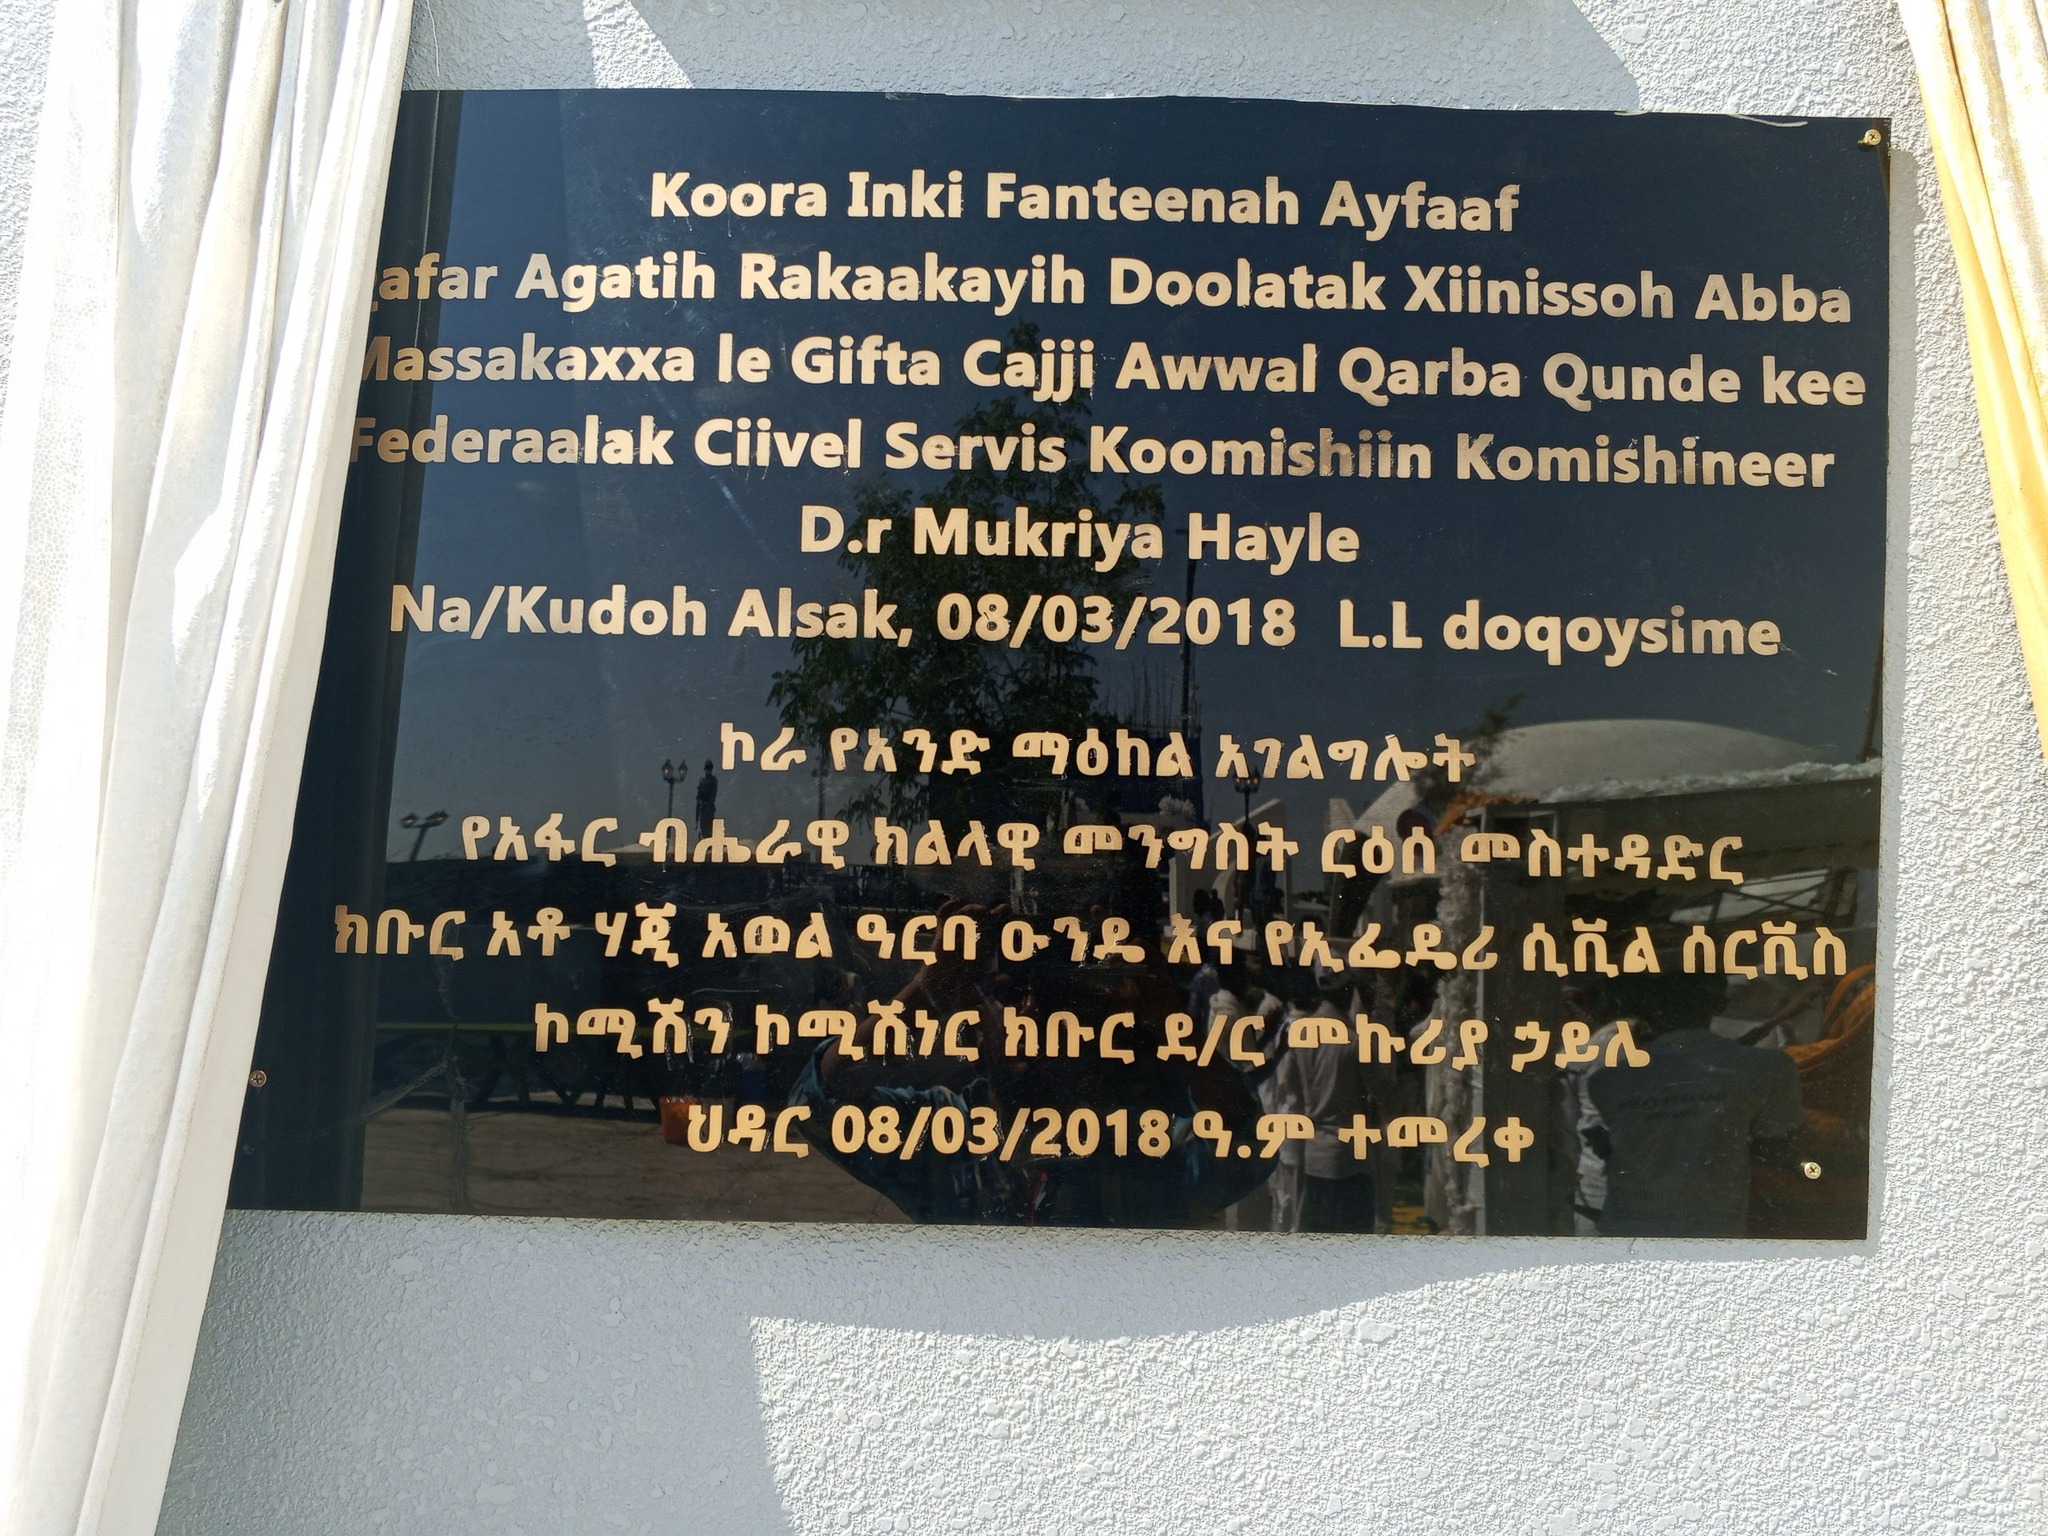 Koora Inki Fanteenah Ayfaaf
Qafar Agatih Rakaakayih Doolatak Xiinissoh Abba
Massakaxxa le Gifta Cajji Awwal Qarba Qunde kee
Federaalak Ciivel Servis Koomishiin Komishineer
D.r Mukriya Hayle
Na/Kudoh Alsak, 08/03/2018 L.L doqoysime
ኮራ የአንድ ማዕከል አገልግሎት
የአፋር ብሔራዊ ክልላዊ መንግስት ርዕሰ መስተዳድር
ክቡር አቶ ሃጂ አወል ዓርባ ዑንዴ እና የኢፌዴሪ ሲቪል ሰርቪስ
ኮሚሽን ኮሚሽነር ክቡር ደ/ር መኩሪያ ኃይሌ
ህዳር 08/03/2018 ዓ.ም ተመረቀ